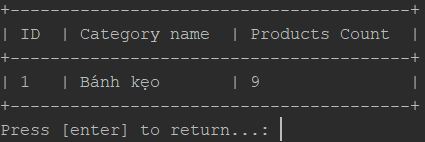 +-----------------------------------------+
| ID  | Category name  | Products Count  |
+-----------------------------------------+
| 1   | Bánh kẹo       | 9               |
+-----------------------------------------+
Press [enter] to return...: